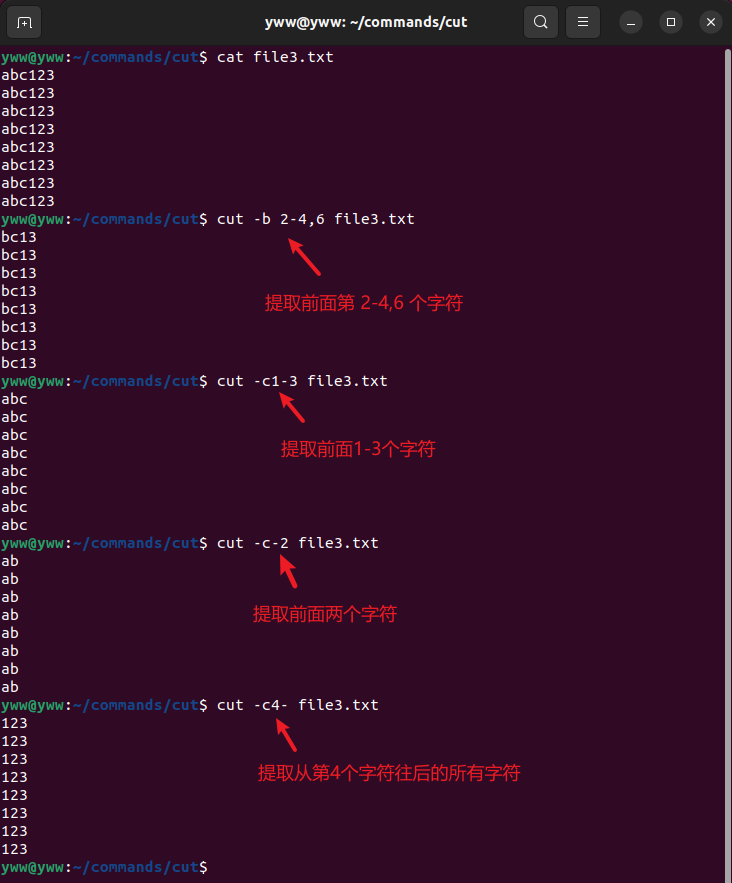 yww@yww: ~/commands/cut
yww@yww:~/commands/cut$ cat file3.txt
abc123
abc123
abc123
abc123
abc123
abc123
abc123
abc123
yww@yww:~/commands/cut$ cut -b 2-4,6 file3.txt
bc13
bc13
bc13
bc13
提取前面第 2-4,6 个字符
bc13
bc13
bc13
bc13
yww@yww:~/commands/cut$ cut -c1-3 file3.txt
abc
abc
abc
提取前面1-3个字符
abc
abc
abc
abc
abc
yww@yww:~/commands/cut$ cut -c-2 file3.txt
ab
ab
ab
提取前面两个字符
ab
ab
ab
ab
ab
yww@yww:~/commands/cut$ cut -c4- file3.txt
123
123
123
提取从第4个字符往后的所有字符
123
123
123
123
123
yww@yww:~/commands/cut$